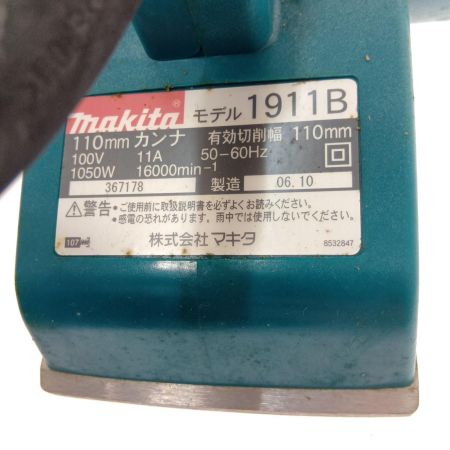 makita® モデル 1911B
110mm カンナ 有効切削幅 110mm
100V 11A 50-60Hz
1050W 16000min-1
367178 製造 06.10
⚠警告 •ご使用前に取扱説明書を必ずよくお読みください。
•感電の恐れがあります。雨中では使用しないでください。
107 株式会社 マキタ 8532847